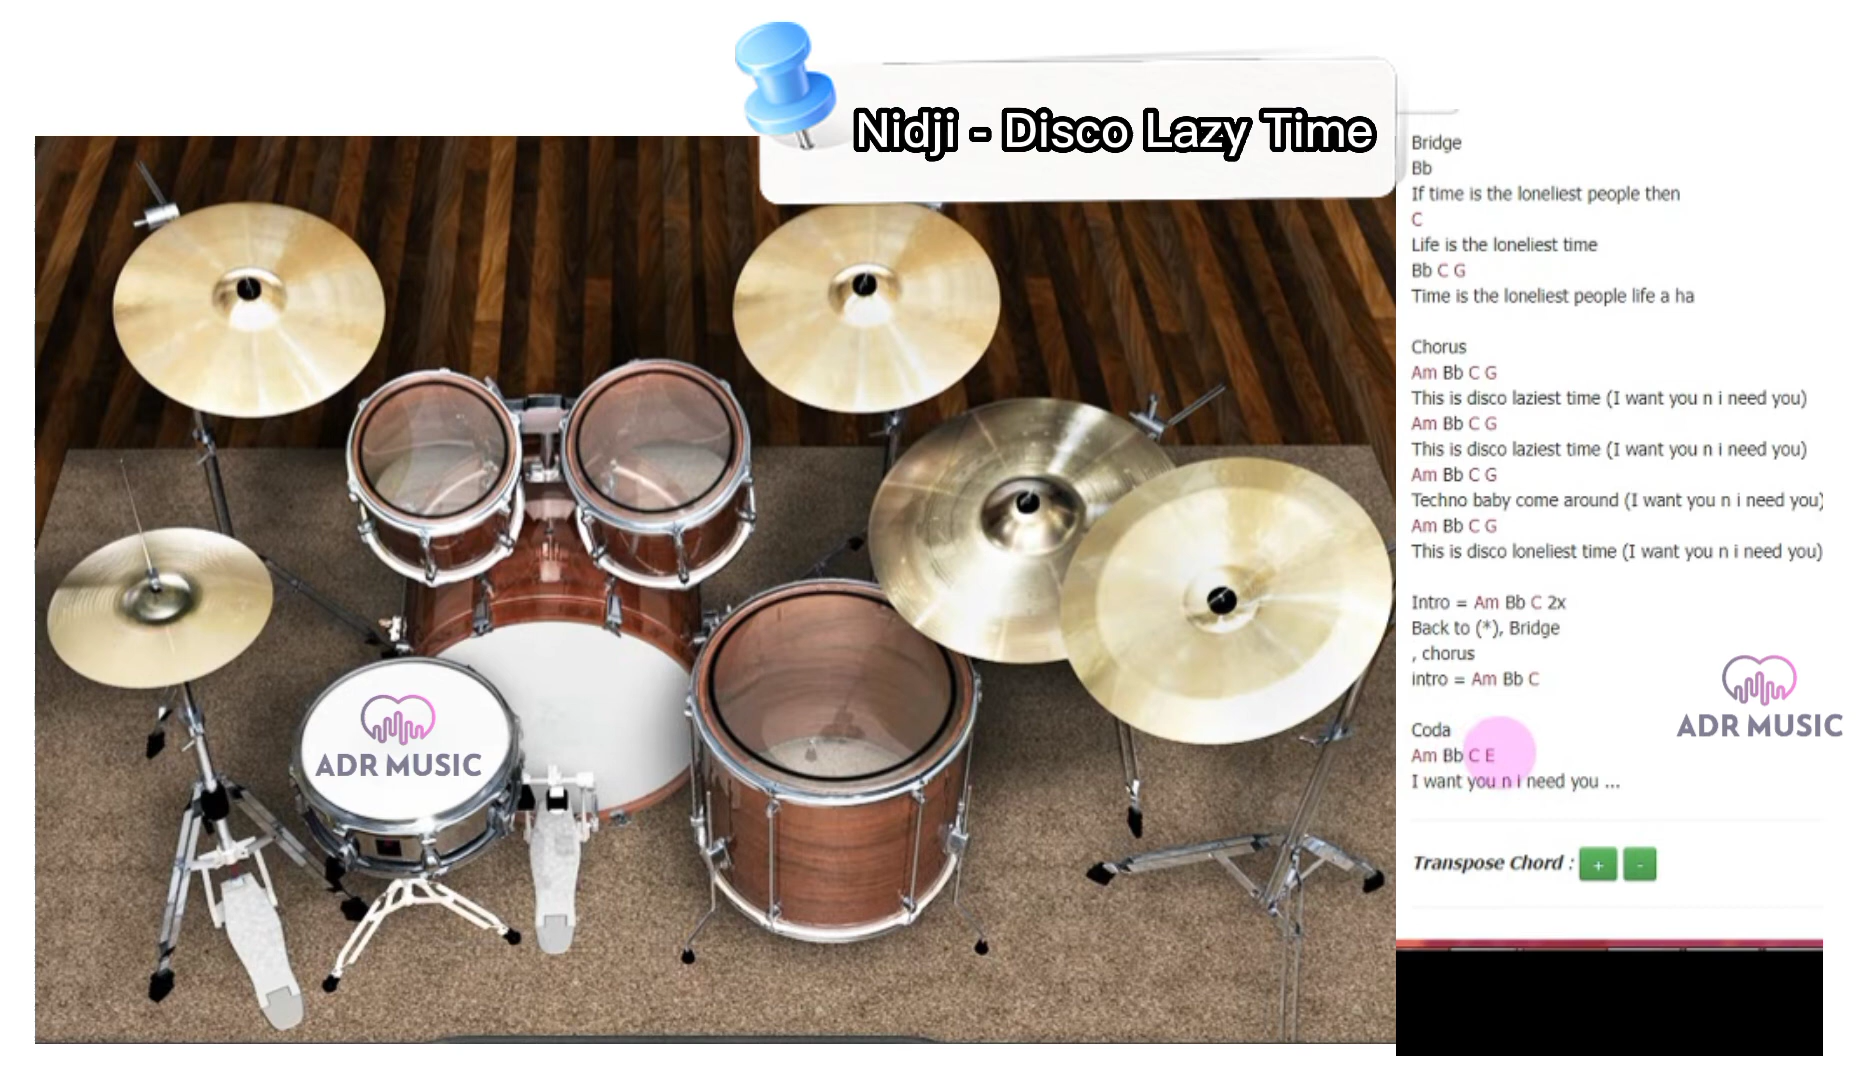 Nidji - Disco Lazy Time
Bridge
Bb
If time is the loneliest people then
C
Life is the loneliest time
Bb C G
Time is the loneliest people life a ha
Chorus
Am Bb C G
This is disco laziest time (I want you n i need you)
Am Bb C G
This is disco laziest time (I want you n i need you)
Am Bb C G
Techno baby come around (I want you n i need you)
Am Bb C G
This is disco loneliest time (I want you n i need you)
Intro = Am Bb C 2x
Back to (*), Bridge
, chorus
intro = Am Bb C
Coda
Am Bb C E
I want you n i need you ...
Transpose Chord : + -
ADR MUSIC
ADR MUSIC